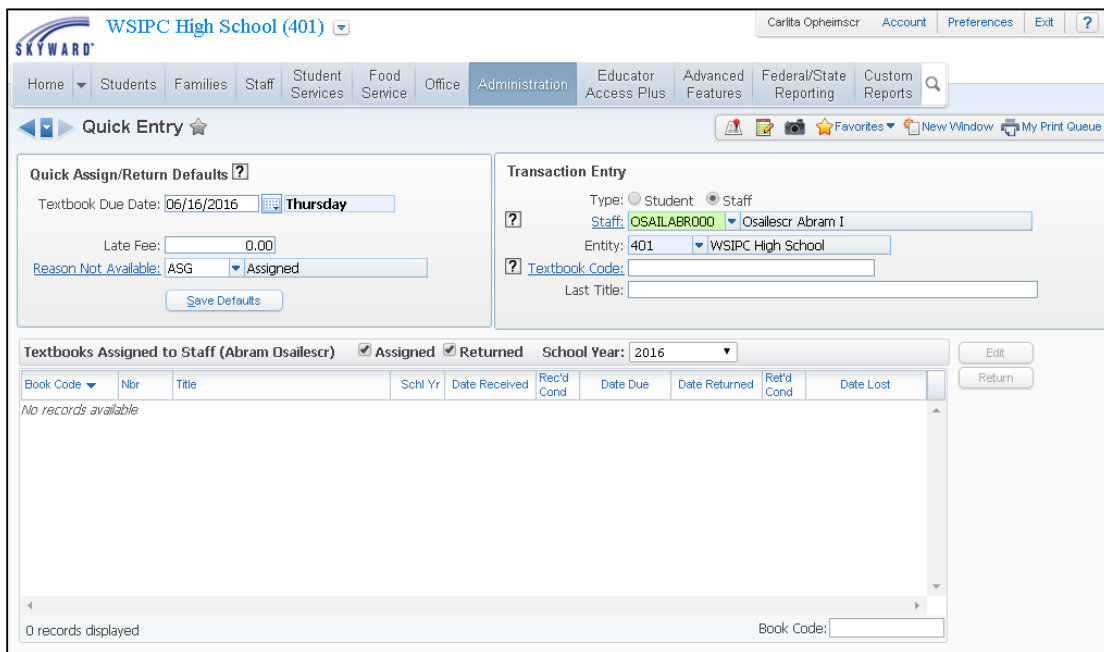 WSIPC High School (401)
Carlita Opheimscr Account Preferences Exit ?
SKYWARD
Home Students Families Staff Student Services Food Service Office Administration Educator Access Plus Advanced Features Federal/State Reporting Custom Reports
Quick Entry
Favorites New Window My Print Queue
Quick Assign/Return Defaults ?
Textbook Due Date: 06/16/2016 Thursday
Late Fee: 0.00
Reason Not Available: ASG Assigned
Save Defaults
Transaction Entry
Type: Student Staff
? Staff: OSAILABR000 Osailescr Abram I
Entity: 401 WSIPC High School
? Textbook Code:
Last Title:
Textbooks Assigned to Staff (Abram Osailescr) Assigned Returned School Year: 2016
Edit
Return
Book Code Nbr Title Schl Yr Date Received Rec'd Cond Date Due Date Returned Ret'd Cond Date Lost
No records available
0 records displayed
Book Code: